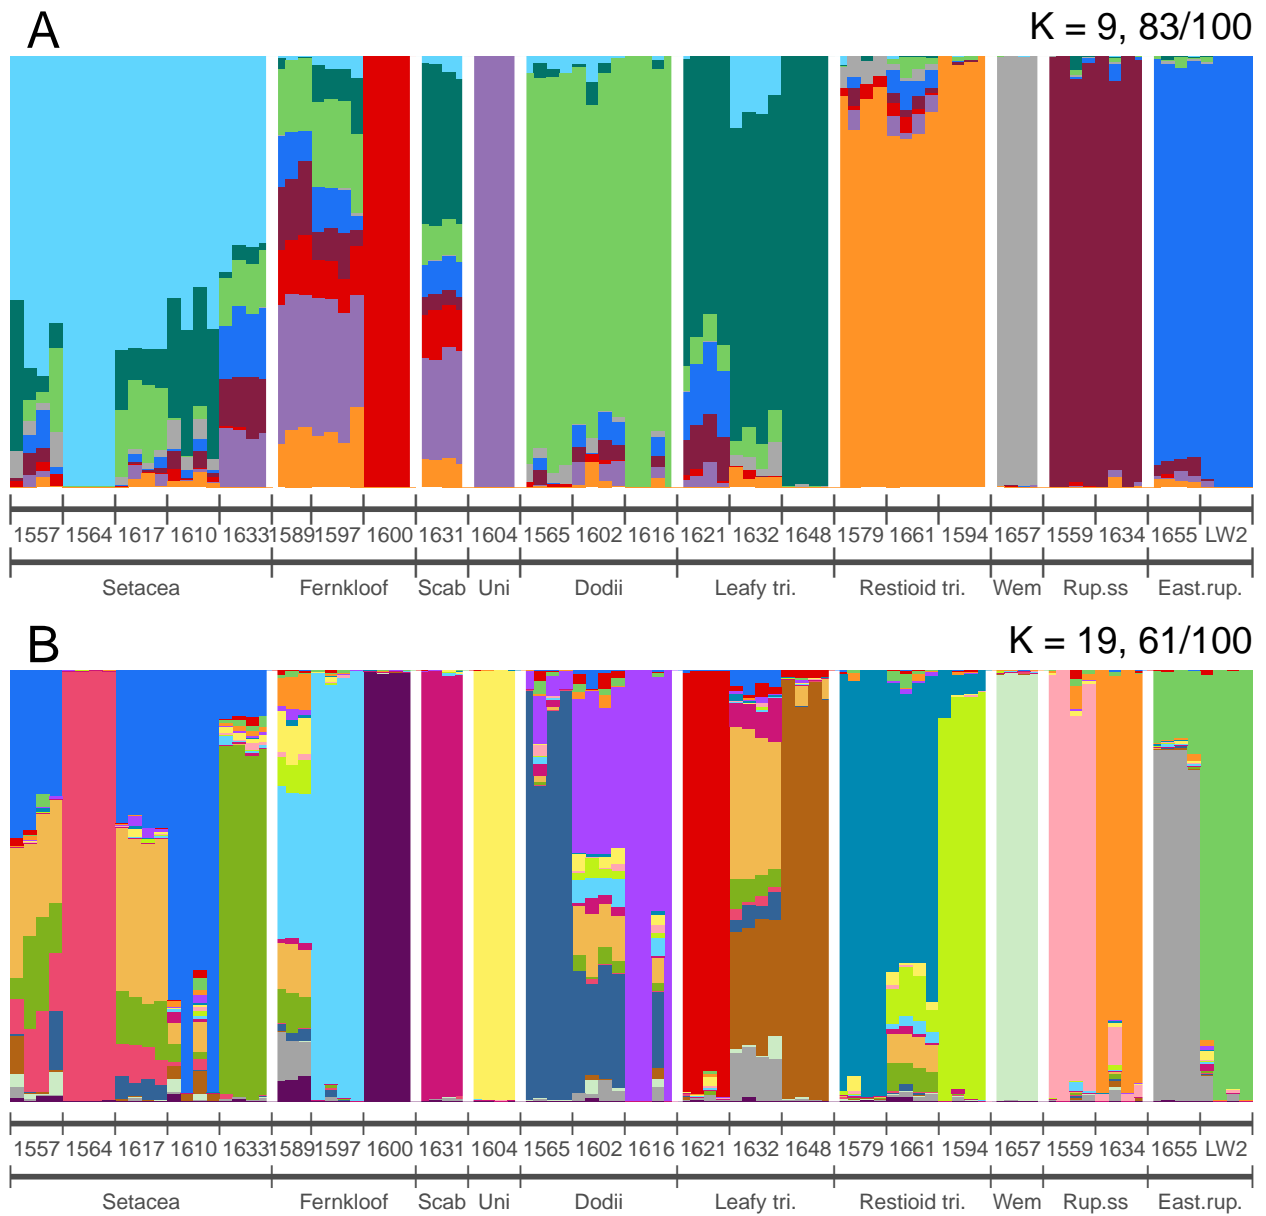 A K = 9, 83/100
1557 1564 1617 1610 1633 1589 1597 1600 1631 1604 1565 1602 1616 1621 1632 1648 1579 1661 1594 1657 1559 1634 1655 LW2
Setacea Fernkloof Scab Uni Dodii Leafy tri. Restioid tri. Wem Rup.ss East.rup.
B K = 19, 61/100
1557 1564 1617 1610 1633 1589 1597 1600 1631 1604 1565 1602 1616 1621 1632 1648 1579 1661 1594 1657 1559 1634 1655 LW2
Setacea Fernkloof Scab Uni Dodii Leafy tri. Restioid tri. Wem Rup.ss East.rup.